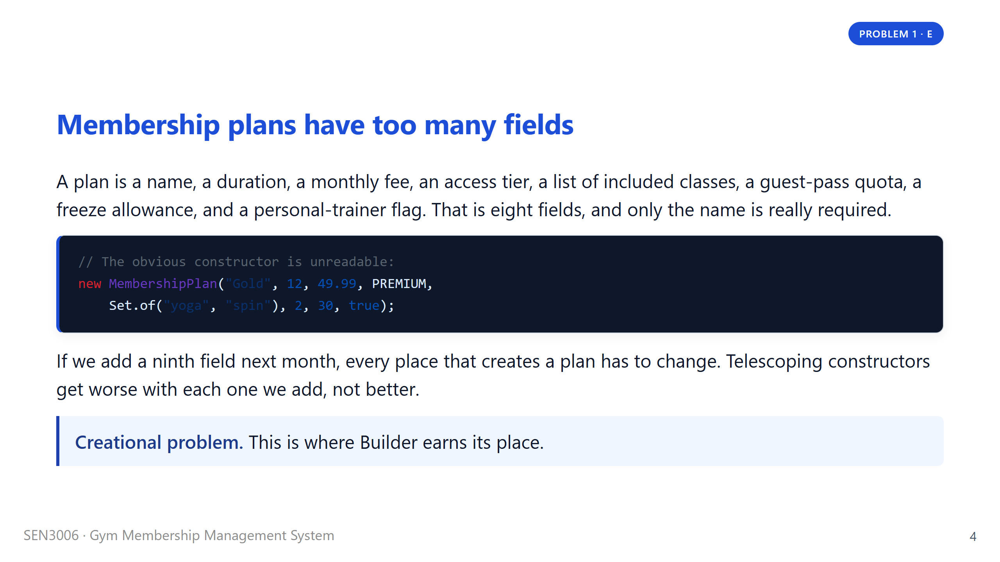 PROBLEM 1 · E
Membership plans have too many fields
A plan is a name, a duration, a monthly fee, an access tier, a list of included classes, a guest-pass quota, a
freeze allowance, and a personal-trainer flag. That is eight fields, and only the name is really required.
// The obvious constructor is unreadable:
new MembershipPlan("Gold", 12, 49.99, PREMIUM,
    Set.of("yoga", "spin"), 2, 30, true);
If we add a ninth field next month, every place that creates a plan has to change. Telescoping constructors
get worse with each one we add, not better.
Creational problem. This is where Builder earns its place.
SEN3006 · Gym Membership Management System
4